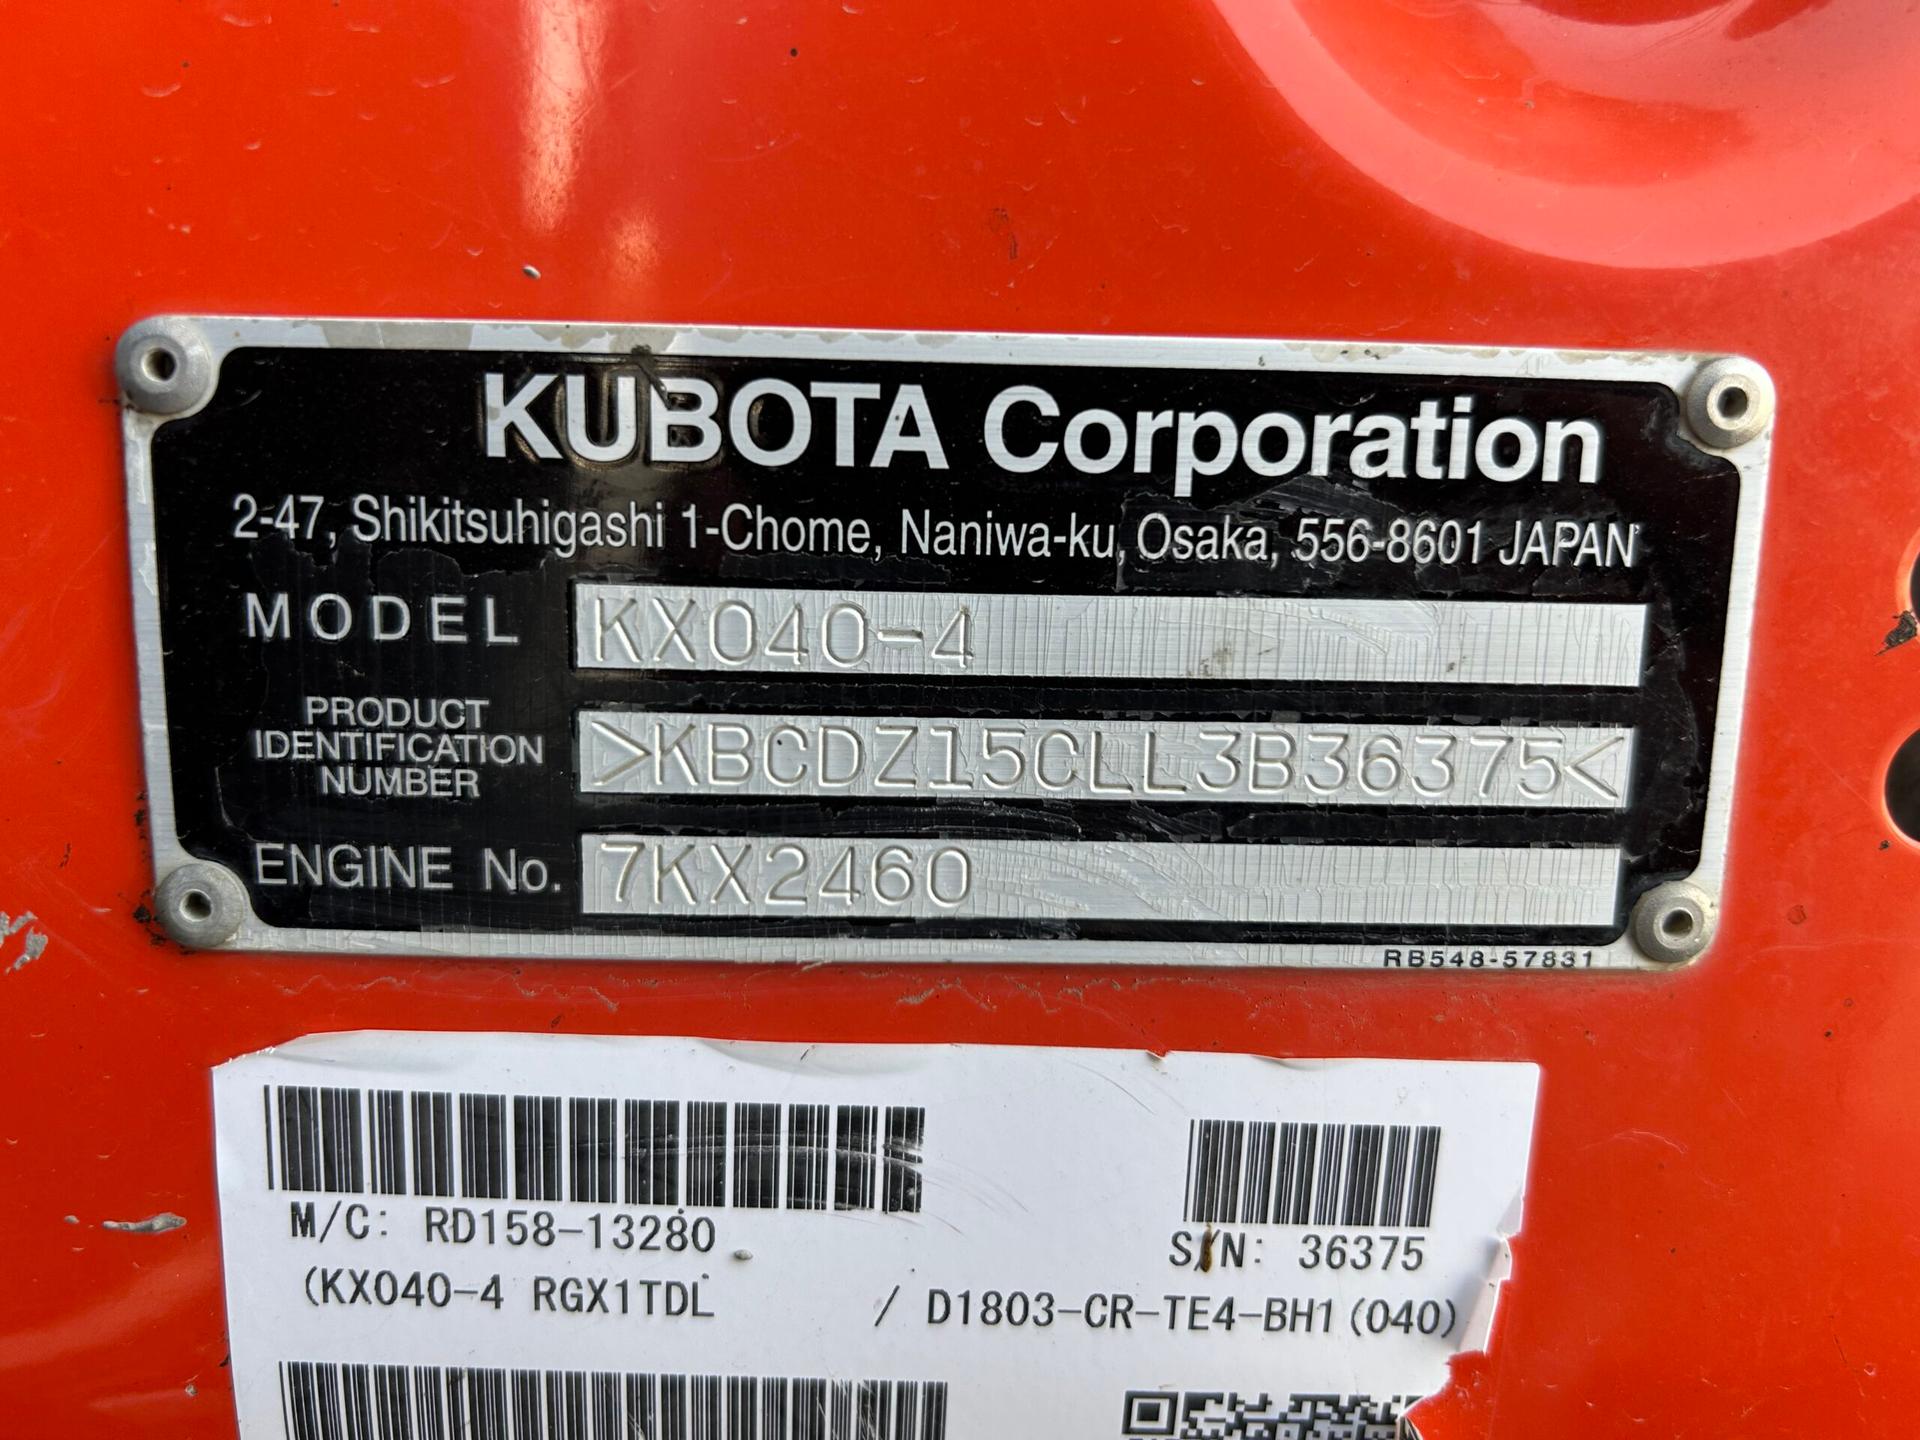 KUBOTA Corporation
2-47, Shikitsuhigashi 1-Chome, Naniwa-ku, Osaka, 556-8601 JAPAN
MODEL KX040-4
PRODUCT
IDENTIFICATION
NUMBER
>KBCDZ15CLL3B36375<
ENGINE No. 7KX2460
RB548-57831
M/C: RD158-13280
S/N: 36375
(KX040-4 RGX1TDL / D1803-CR-TE4-BH1(040)